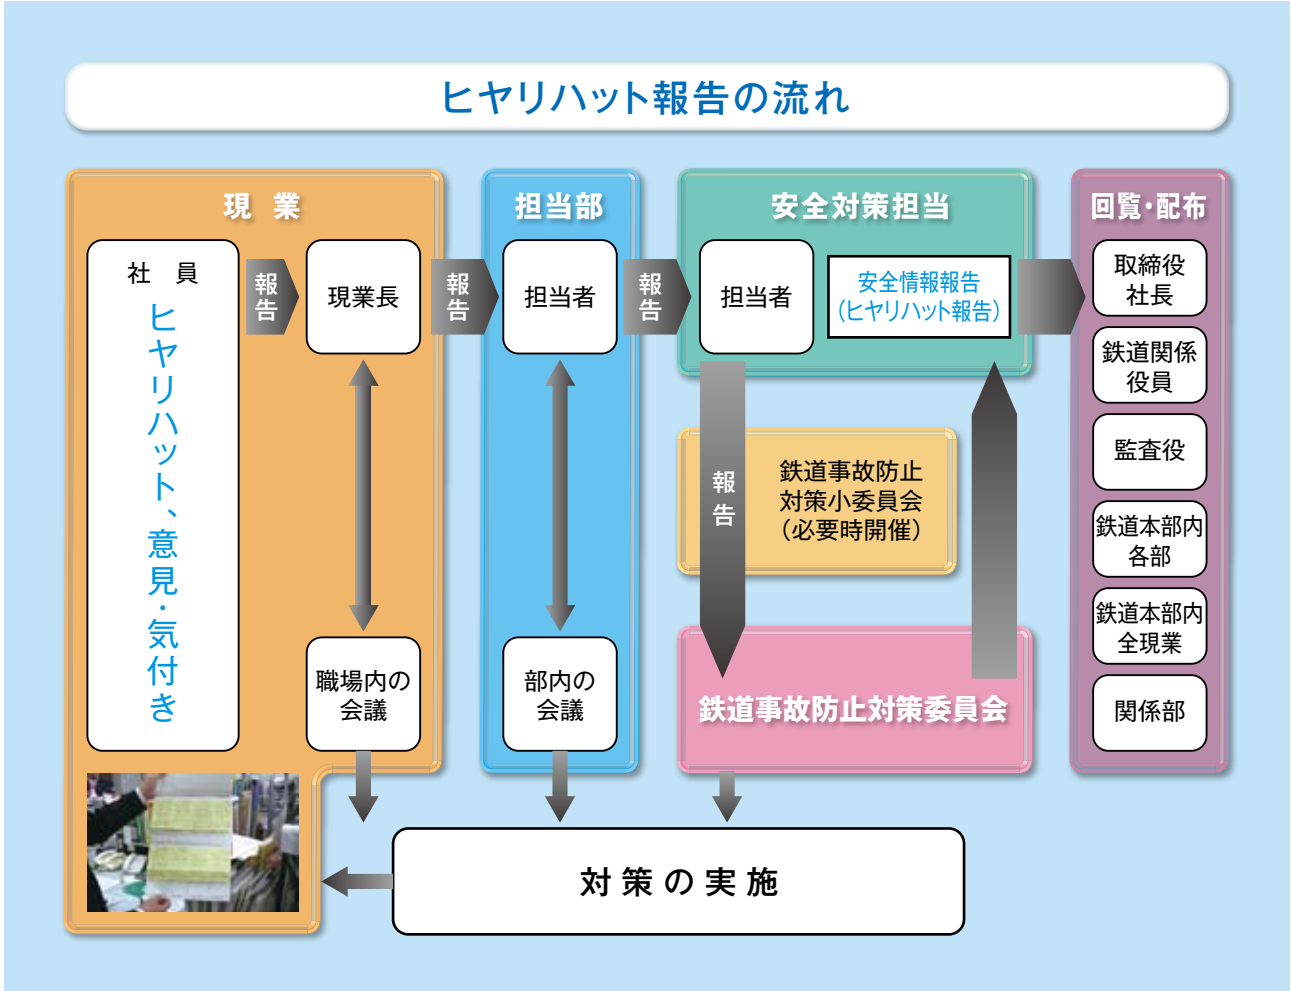 ヒヤリハット報告の流れ
現 業
社 員
ヒヤリハット、意見・気付き
報告
現業長
職場内の
会議
報告
担当部
担当者
部内の
会議
報告
安全対策担当
担当者
安全情報報告
(ヒヤリハット報告)
報告
鉄道事故防止
対策小委員会
(必要時開催)
鉄道事故防止対策委員会
回覧・配布
取締役
社長
鉄道関係
役員
監査役
鉄道本部内
各部
鉄道本部内
全現業
関係部
対策の実施